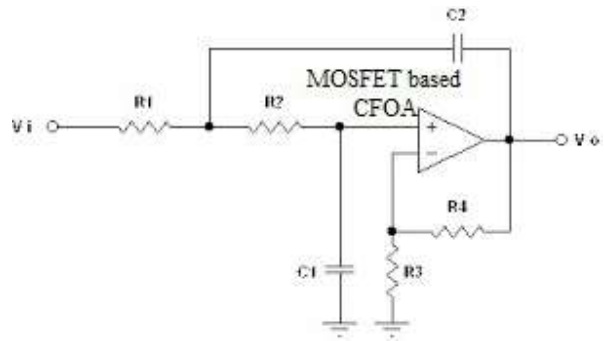 C2
MOSFET based
CFOA
R1
R2
Vi
+
Vo
−
R4
C1
R3